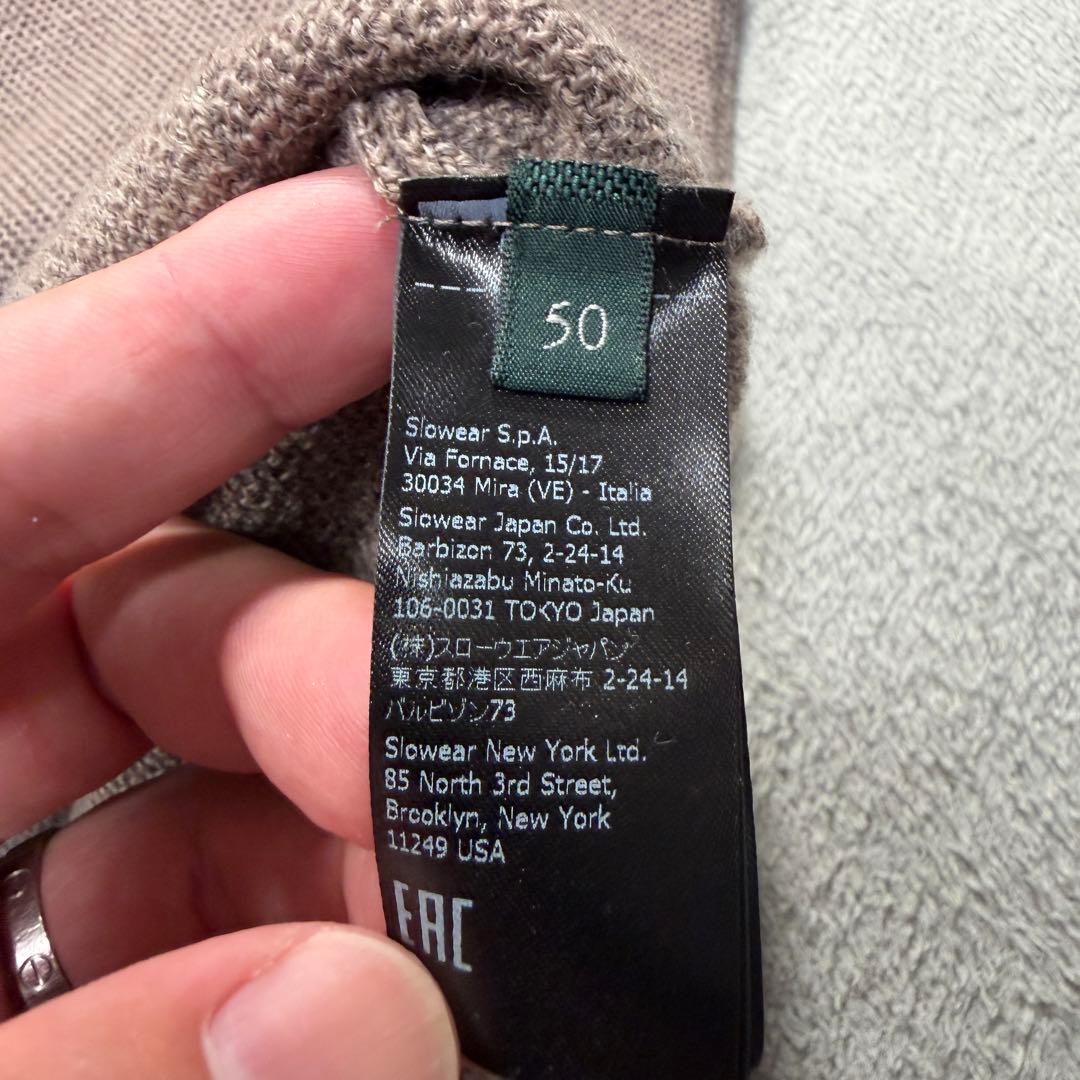 50
Slowear S.p.A.
Via Fornace, 15/17
30034 Mira (VE) - Italia
Slowear Japan Co. Ltd.
Barbizon 73, 2-24-14
Nishiazabu Minato-Ku
106-0031 TOKYO Japan
(株)スローウエアジャパン
東京都港区西麻布 2-24-14
バルビゾン73
Slowear New York Ltd.
85 North 3rd Street,
Brooklyn, New York
11249 USA
EAC